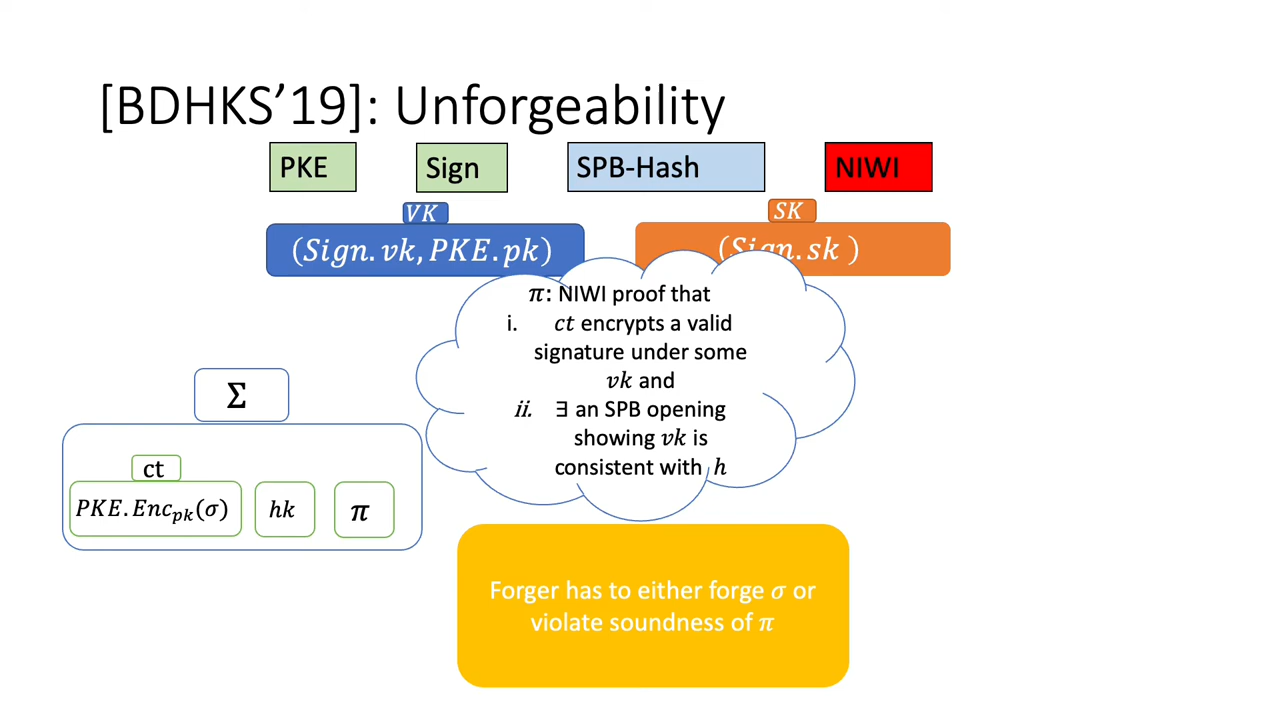 [BDHKS’19]: Unforgeability
PKE
Sign
SPB-Hash
NIWI
VK
SK
(Sign.vk, PKE.pk)
(Sign.sk )
π: NIWI proof that
i. ct encrypts a valid
signature under some
vk and
ii. ∃ an SPB opening
showing vk is
consistent with h
Σ
ct
PKE.Enc_pk(σ)
hk
π
Forger has to either forge σ or
violate soundness of π